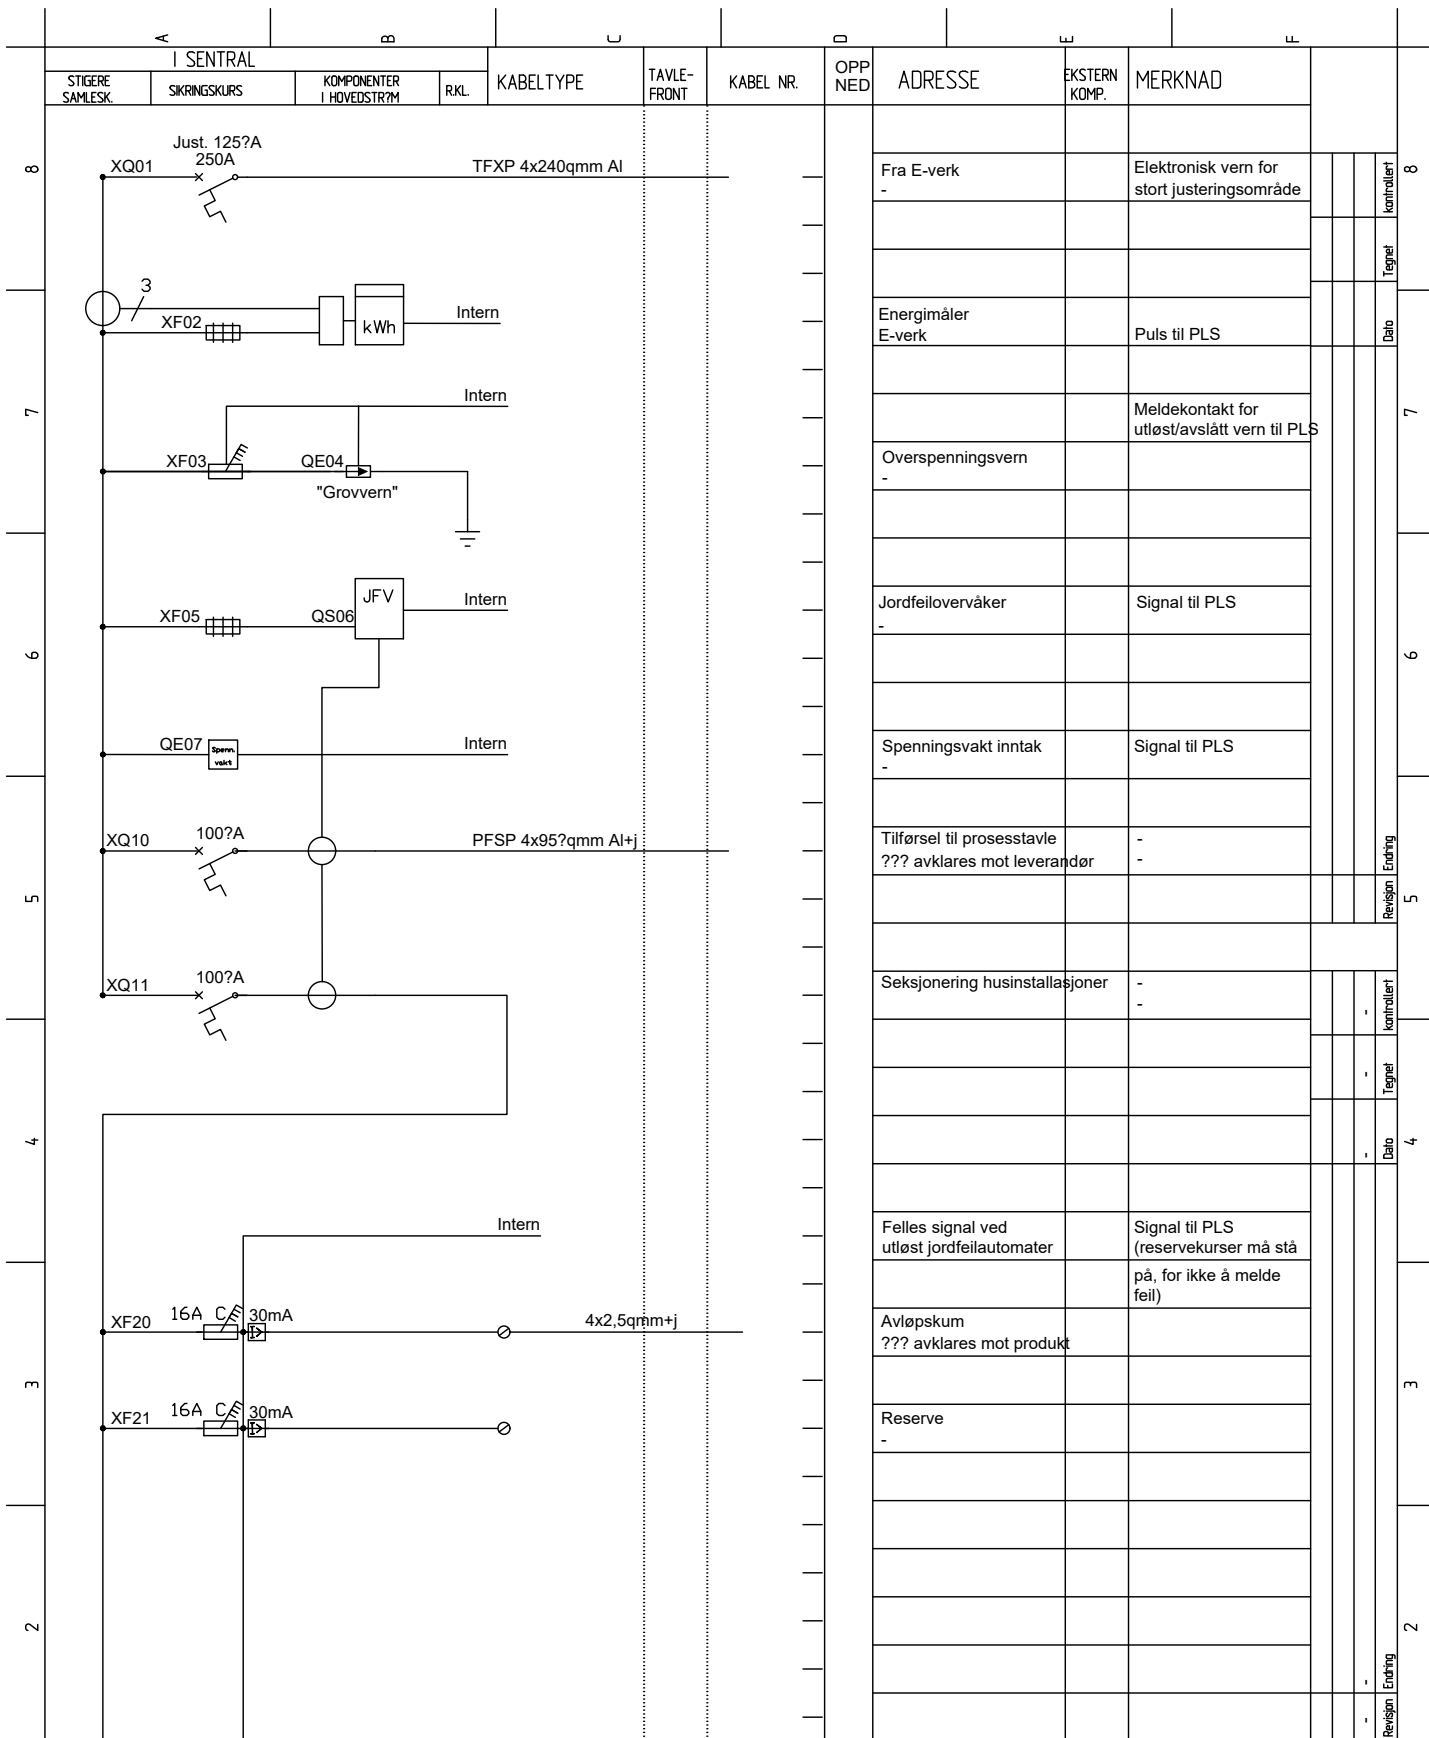 A B C D E F
I SENTRAL
STIGERE
SAMLESK.
SIKRINGSKURS
KOMPONENTER
I HOVEDSTR?M
R.KL.
KABELTYPE
TAVLE-
FRONT
KABEL NR.
OPP
NED
ADRESSE
EKSTERN
KOMP.
MERKNAD
8
Just. 125?A
250A
XQ01
TFXP 4x240qmm Al
Fra E-verk
-
Elektronisk vern for
stort justeringsområde
kontrollert
8
Tegnet
3
XF02
kWh
Intern
Energimåler
E-verk
Puls til PLS
Dato
7
Intern
Meldekontakt for
utløst/avslått vern til PLS
7
XF03
QE04
"Grovvern"
Overspenningsvern
-
JFV
XF05
QS06
Intern
Jordfeilovervåker
-
Signal til PLS
6
6
QE07
Spenn.
vakt
Intern
Spenningsvakt inntak
-
Signal til PLS
XQ10
100?A
PFSP 4x95?qmm Al+j
Tilførsel til prosesstavle
??? avklares mot leverandør
-
-
Endring
5
Revisjon
5
XQ11
100?A
Seksjonering husinstallasjoner
-
-
- kontrollert
- Tegnet
4
- Dato
4
Intern
Felles signal ved
utløst jordfeilautomater
Signal til PLS
(reservekurser må stå
på, for ikke å melde
feil)
XF20
16A C
30mA
4x2,5qmm+j
Avløpskum
??? avklares mot produkt
3
3
XF21
16A C
30mA
Reserve
-
2
2
- Endring
- Revisjon